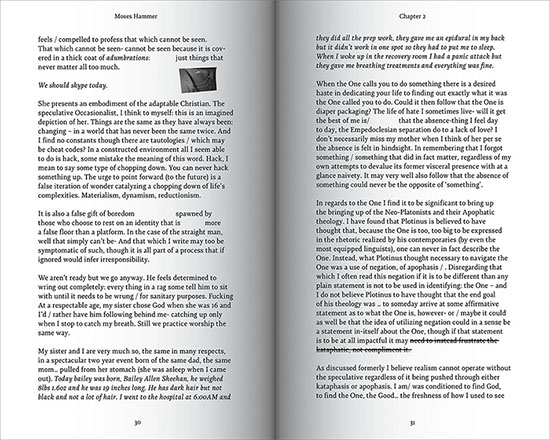 Moses Hammer
feels / compelled to profess that which cannot be seen.
That which cannot be seen- cannot be seen because it is cov-
ered in a thick coat of adumbrations: just things that
never matter all too much.
We should skype today.
She presents an embodiment of the adaptable Christian. The
speculative Occasionalist, I think to myself: this is an imagined
depiction of her. Things are the same as they have always been:
changing – in a world that has never been the same twice. And
I find no constants though there are tautologies / which may
be cheat codes? In a constructed environment all I seem able
to do is hack, some mistake the meaning of this word. Hack, I
mean to say some type of chopping down. You can never hack
something up. The urge to point forward (to the future) is a
false iteration of wonder catalyzing a chopping down of life's
complexities. Materialism, dynamism, reductionism.
It is also a false gift of boredom spawned by
those who choose to rest on an identity that is more
a false floor than a platform. In the case of the straight man,
well that simply can't be- And that which I write may too be
symptomatic of such, though it is all part of a process that if
ignored would infer irresponsibility.
We aren't ready but we go anyway. He feels determined to
wring out completely: every thing in a rag some tell him to sit
with until it needs to be wrung / for sanitary purposes. Fucking
At a respectable age, my sister chose God when she was 16 and
I'd / rather have him following behind me- catching up only
when I stop to catch my breath. Still we practice worship the
same way.
My sister and I are very much so, the same in many respects,
in a spectacular two year event born of the same dad, the same
mom... pulled from her stomach (she was asleep when I came
out). Today bailey was born, Bailey Allen Sheehan, he weighed
8lbs 1.6oz and he was 19 inches long. He has dark hair but not
black and not a lot of hair. I went to the hospital at 6:00AM and
30
Chapter 2
they did all the prep work, they gave me an epidural in my back
but it didn't work in one spot so they had to put me to sleep.
When I woke up in the recovery room I had a panic attack but
they gave me breathing treatments and everything was fine.
When the One calls you to do something there is a desired
haste in dedicating your life to finding out exactly what it was
the One called you to do. Could it then follow that the One is
diaper packaging? The life of hate I sometimes live- will it get
the best of me is/ that the absence-thing I feel day
to day, the Empedoclesian separation do to a lack of love? I
don't necessarily miss my mother when I think of her per se
the absence is felt in hindsight. In remembering that I forgot
something / something that did in fact matter, regardless of my
own attempts to devalue its former visceral presence with at a
glance naivety. It may very well also follow that the absence of
something could never be the opposite of 'something'.
In regards to the One I find it to be significant to bring up
the bringing up of the Neo-Platonists and their Apophatic
theology. I have found that Plotinus is believed to have
thought that, because the One is too, too big to be expressed
in the rhetoric realized by his contemporaries (by even the
most equipped linguists), one can never in fact describe the
One. Instead, what Plotinus thought necessary to navigate the
One was a use of negation, of apophasis / . Disregarding that
which I often read this negation if it is to be different than any
plain statement is not to be used in identifying: the One – and
I do not believe Plotinus to have thought that the end goal
of his theology was ... to someday arrive at some affirmative
statement as to what the One is, however- or / maybe it could
as well be that the idea of utilizing negation could in a sense be
a statement in-itself about the One, though if that statement
is to be at all impactful it may need to instead frustrate the
kataphatic, not compliment it.
As discussed formerly I believe realism cannot operate without
the speculative regardless of it being pushed through either
kataphasis or apophasis. I am/ was conditioned to find God,
to find the One, the Good... the freshness of how I used to see
31